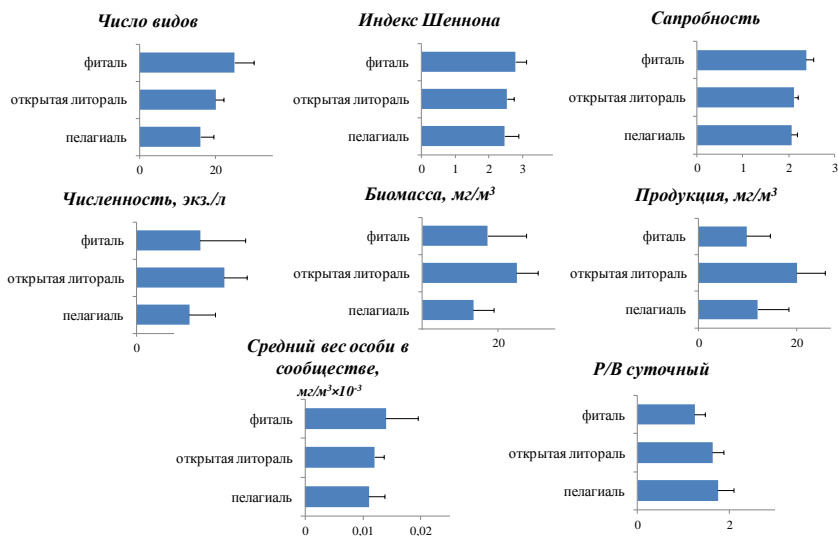 Число видов
фиталь
открытая литораль
пелагиаль
0 20
Индекс Шеннона
фиталь
открытая литораль
пелагиаль
0 1 2 3
Сапробность
фиталь
открытая литораль
пелагиаль
0 1 2 3
Численность, экз./л
фиталь
открытая литораль
пелагиаль
0
Биомасса, мг/м³
фиталь
открытая литораль
пелагиаль
20
Продукция, мг/м³
фиталь
открытая литораль
пелагиаль
0 20
Средний вес особи в
сообществе,
мг/м³×10⁻³
фиталь
открытая литораль
пелагиаль
0 0,01 0,02
Р/В суточный
фиталь
открытая литораль
пелагиаль
0 2